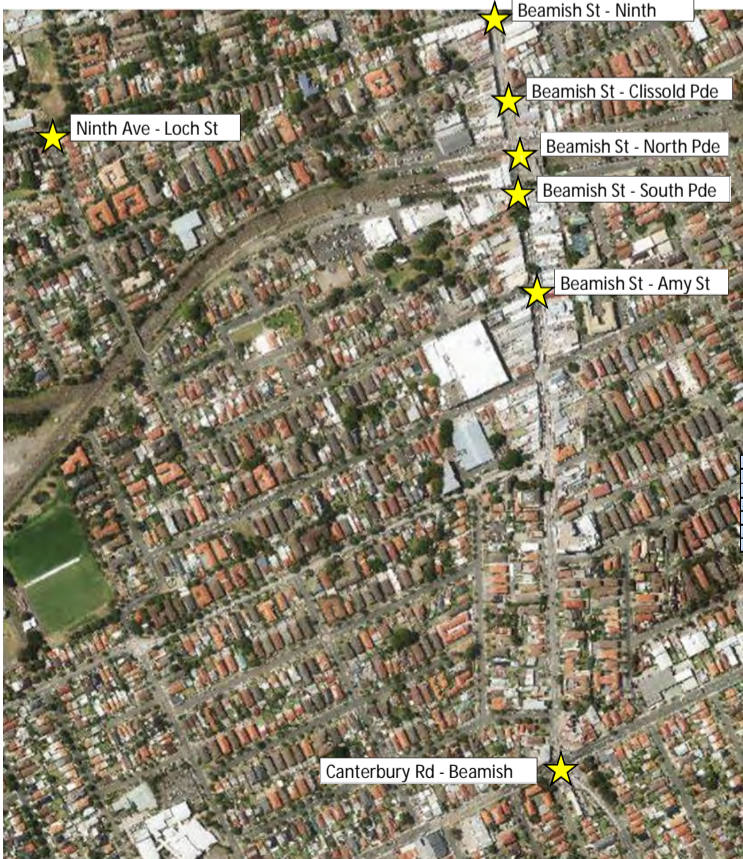 Beamish St - Ninth
Beamish St - Clissold Pde
Ninth Ave - Loch St
Beamish St - North Pde
Beamish St - South Pde
Beamish St - Amy St
Canterbury Rd - Beamish